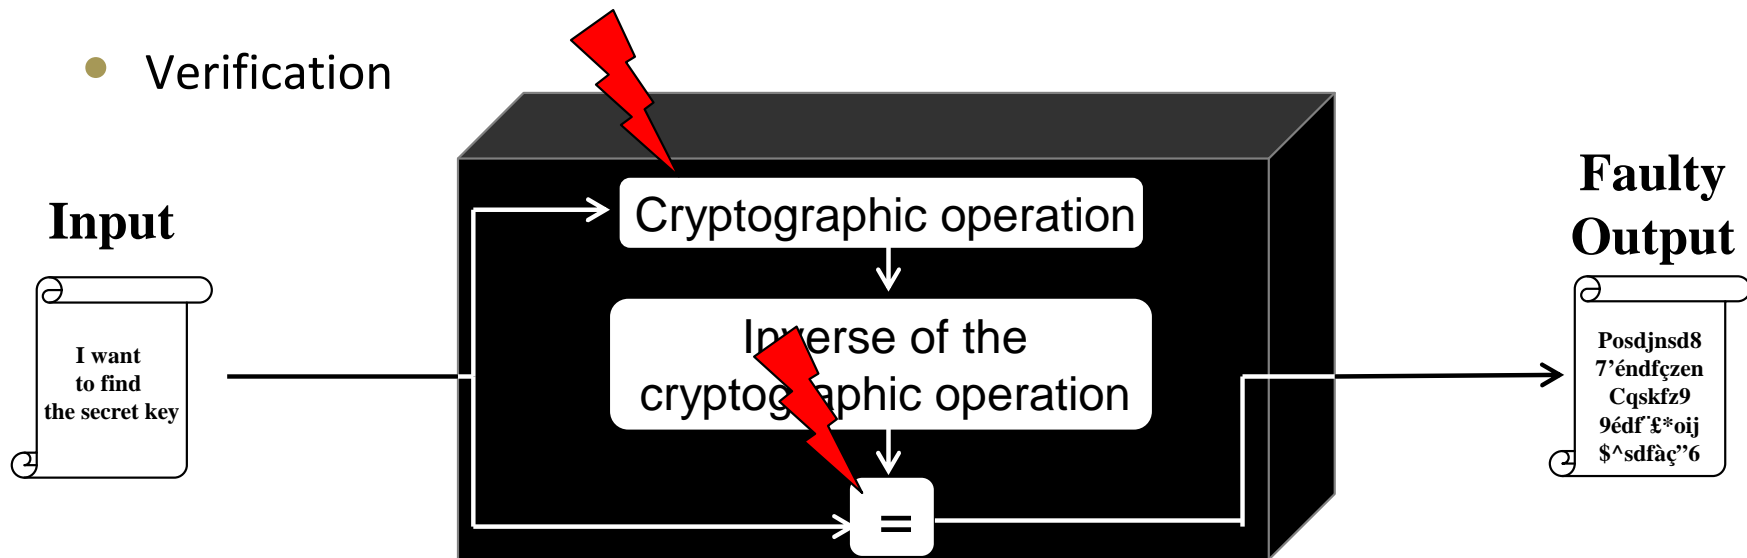 Verification
Input
I want
to find
the secret key
Cryptographic operation
Inverse of the
cryptographic operation
=
Faulty
Output
Posdjnsd8
7’éndfçzen
Cqskfz9
9édf¨£*oij
$^sdfàç”6